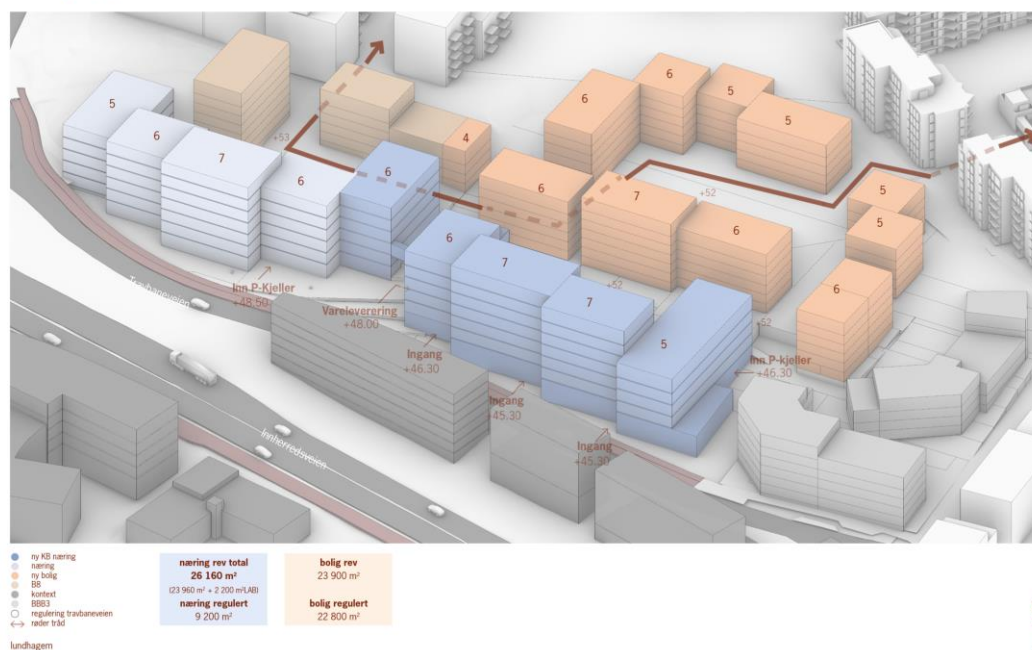 6
6
5
5
5
6
7
6
4
6
6
7
6
5
5
6
7
7
5
6
+53
+52
+52
+52
Travbaneveien
Inn P-Kjeller
+48.50
Vareleverering
+48.00
Ingang
+46.30
Ingang
+45.30
Ingang
+45.30
Inn P-kjeller
+46.30
Innherredsveien
ny KB næring
næring
ny bolig
B8
kontext
BBB3
regulering travbaneveien
røder tråd
næring rev total
26 160 m²
(23 960 m² + 2 200 m²LAB)
næring regulert
9 200 m²
bolig rev
23 900 m²
bolig regulert
22 800 m²
lundhagem